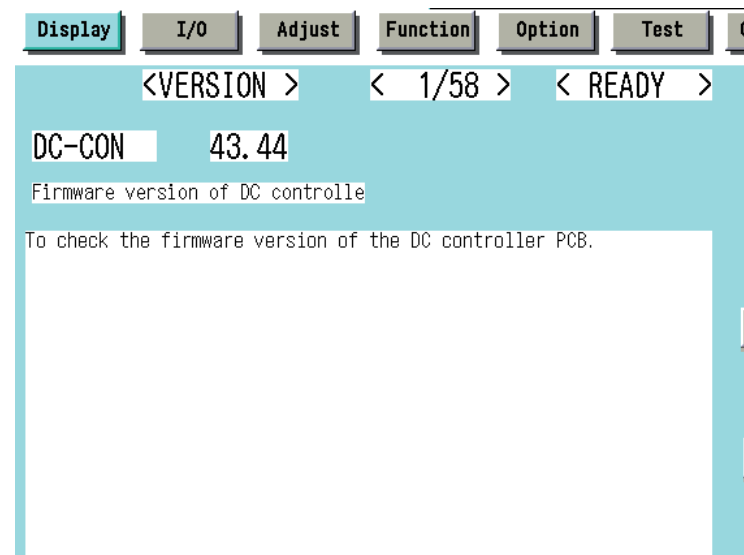 Display I/O Adjust Function Option Test
<VERSION > < 1/58 > < READY >
DC-CON 43.44
Firmware version of DC controlle
To check the firmware version of the DC controller PCB.